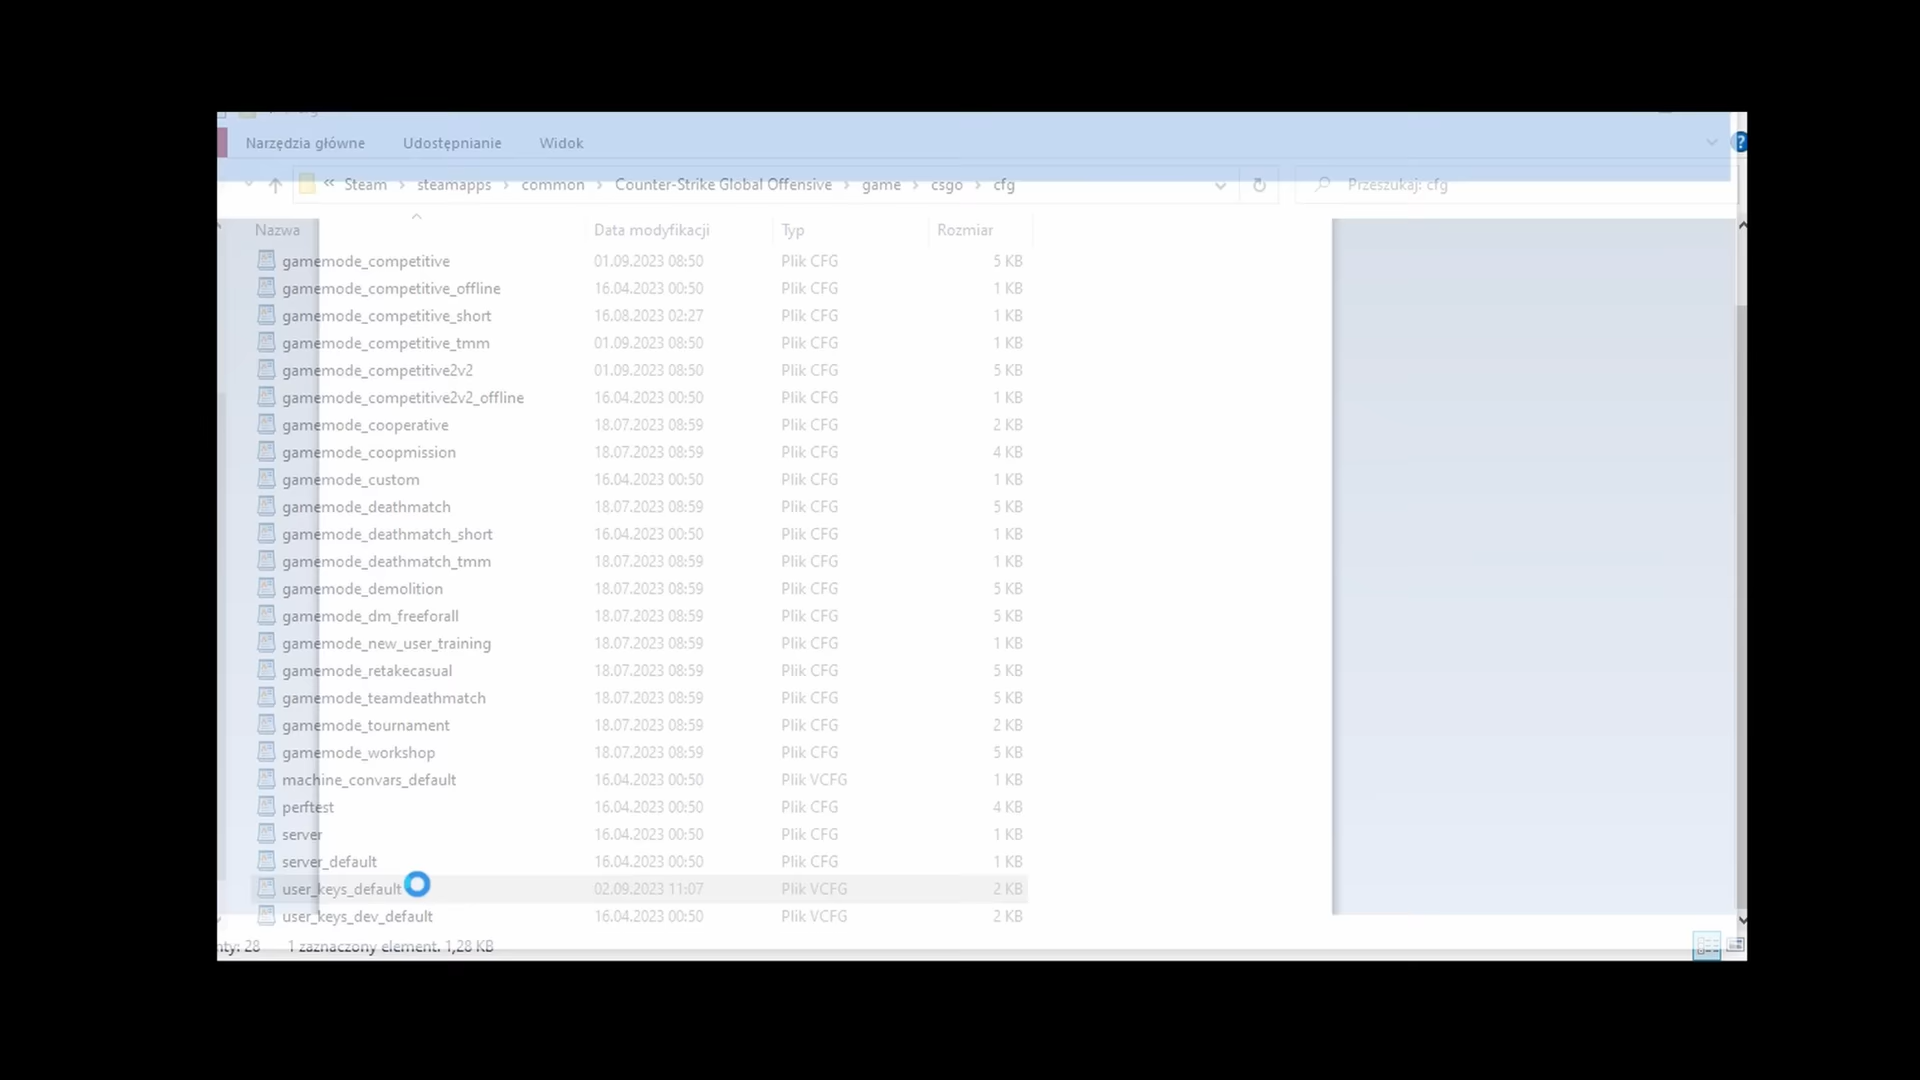 Narzędzia główne Udostępnianie Widok
« Steam > steamapps > common > Counter-Strike Global Offensive > game > csgo > cfg Przeszukaj: cfg
Nazwa Data modyfikacji Typ Rozmiar
gamemode_competitive 01.09.2023 08:50 Plik CFG 5 KB
gamemode_competitive_offline 16.04.2023 00:50 Plik CFG 1 KB
gamemode_competitive_short 16.08.2023 02:27 Plik CFG 1 KB
gamemode_competitive_tmm 01.09.2023 08:50 Plik CFG 1 KB
gamemode_competitive2v2 01.09.2023 08:50 Plik CFG 5 KB
gamemode_competitive2v2_offline 16.04.2023 00:50 Plik CFG 1 KB
gamemode_cooperative 18.07.2023 08:59 Plik CFG 2 KB
gamemode_coopmission 18.07.2023 08:59 Plik CFG 4 KB
gamemode_custom 16.04.2023 00:50 Plik CFG 1 KB
gamemode_deathmatch 18.07.2023 08:59 Plik CFG 5 KB
gamemode_deathmatch_short 16.04.2023 00:50 Plik CFG 1 KB
gamemode_deathmatch_tmm 18.07.2023 08:59 Plik CFG 1 KB
gamemode_demolition 18.07.2023 08:59 Plik CFG 5 KB
gamemode_dm_freeforall 18.07.2023 08:59 Plik CFG 5 KB
gamemode_new_user_training 18.07.2023 08:59 Plik CFG 1 KB
gamemode_retakecasual 18.07.2023 08:59 Plik CFG 5 KB
gamemode_teamdeathmatch 18.07.2023 08:59 Plik CFG 5 KB
gamemode_tournament 18.07.2023 08:59 Plik CFG 2 KB
gamemode_workshop 18.07.2023 08:59 Plik CFG 5 KB
machine_convars_default 16.04.2023 00:50 Plik VCFG 1 KB
perftest 16.04.2023 00:50 Plik CFG 4 KB
server 16.04.2023 00:50 Plik CFG 1 KB
server_default 16.04.2023 00:50 Plik CFG 1 KB
user_keys_default 02.09.2023 11:07 Plik VCFG 2 KB
user_keys_dev_default 16.04.2023 00:50 Plik VCFG 2 KB
nty: 28 1 zaznaczony element. 1,28 KB